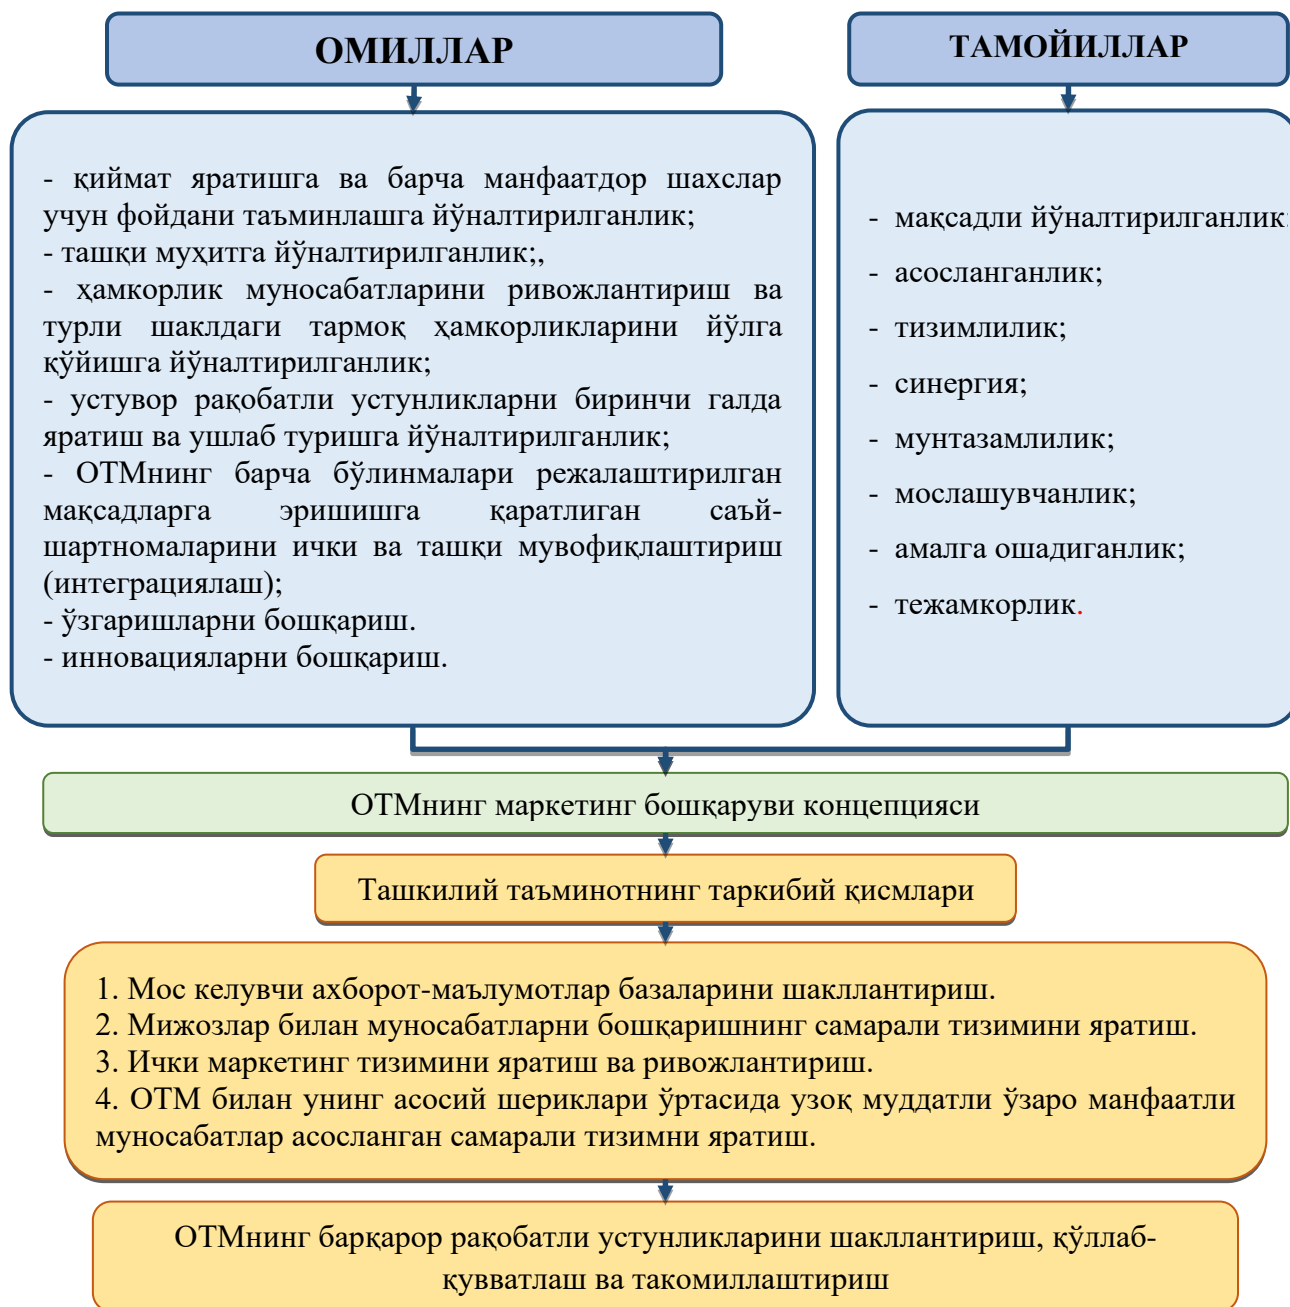 ОМИЛЛАР
ТАМОЙИЛЛАР
- қиймат яратишга ва барча манфаатдор шахслар
учун фойдани таъминлашга йўналтирилганлик;
- ташқи муҳитга йўналтирилганлик;,
- ҳамкорлик муносабатларини ривожлантириш ва
турли шаклдаги тармоқ ҳамкорликларини йўлга
қўйишга йўналтирилганлик;
- устувор рақобатли устунликларни биринчи галда
яратиш ва ушлаб туришга йўналтирилганлик;
- ОТМнинг барча бўлинмалари режалаштирилган
мақсадларга эришишга қаратлиган саъй-
шартномаларини ички ва ташқи мувофиқлаштириш
(интеграциялаш);
- ўзгаришларни бошқариш.
- инновацияларни бошқариш.
- мақсадли йўналтирилганлик;
- асосланганлик;
- тизимлилик;
- синергия;
- мунтазамлилик;
- мослашувчанлик;
- амалга ошадиганлик;
- тежамкорлик.
ОТМнинг маркетинг бошқаруви концепцияси
Ташкилий таъминотнинг таркибий қисмлари
1. Мос келувчи ахборот-маълумотлар базаларини шакллантириш.
2. Мижозлар билан муносабатларни бошқаришнинг самарали тизимини яратиш.
3. Ички маркетинг тизимини яратиш ва ривожлантириш.
4. ОТМ билан унинг асосий шериклари ўртасида узоқ муддатли ўзаро манфаатли
муносабатлар асосланган самарали тизимни яратиш.
ОТМнинг барқарор рақобатли устунликларини шакллантириш, қўллаб-
қувватлаш ва такомиллаштириш